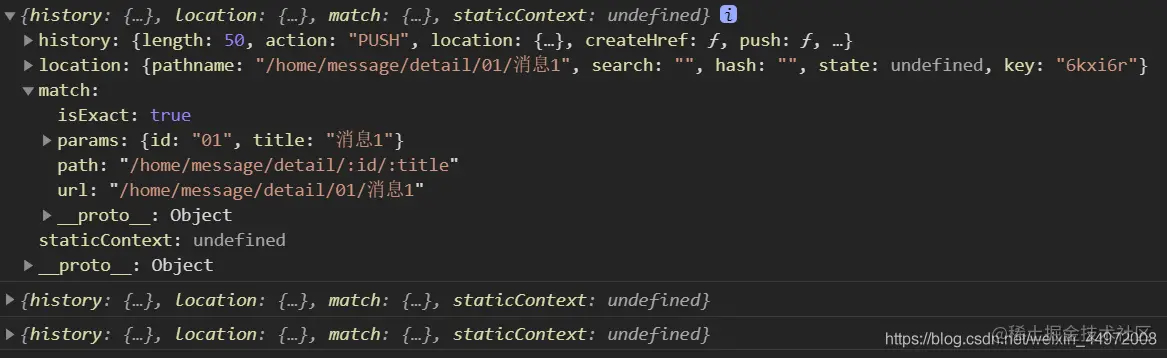 ▼{history: {…}, location: {…}, match: {…}, staticContext: undefined} i
▶history: {length: 50, action: "PUSH", location: {…}, createHref: ƒ, push: ƒ, …}
▶location: {pathname: "/home/message/detail/01/消息1", search: "", hash: "", state: undefined, key: "6kxi6r"}
▼match:
isExact: true
▶params: {id: "01", title: "消息1"}
path: "/home/message/detail/:id/:title"
url: "/home/message/detail/01/消息1"
▶__proto__: Object
staticContext: undefined
▶__proto__: Object
▶{history: {…}, location: {…}, match: {…}, staticContext: undefined}
▶{history: {…}, location: {…}, match: {…}, staticContext: undefined}
@稀土掘金技术社区
https://blog.csdn.net/weixin_44972008